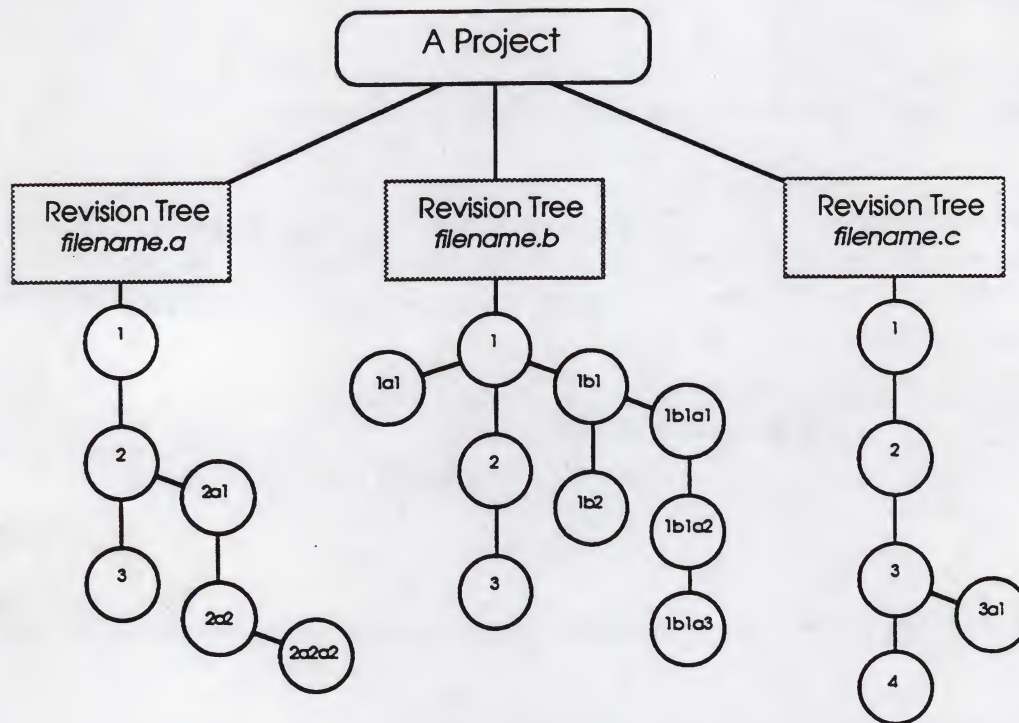 A Project
Revision Tree
filename.a
Revision Tree
filename.b
Revision Tree
filename.c
1
2
2a1
3
2a2
2a2a2
1
1a1
1b1
1b1a1
2
1b2
1b1a2
3
1b1a3
1
2
3
3a1
4